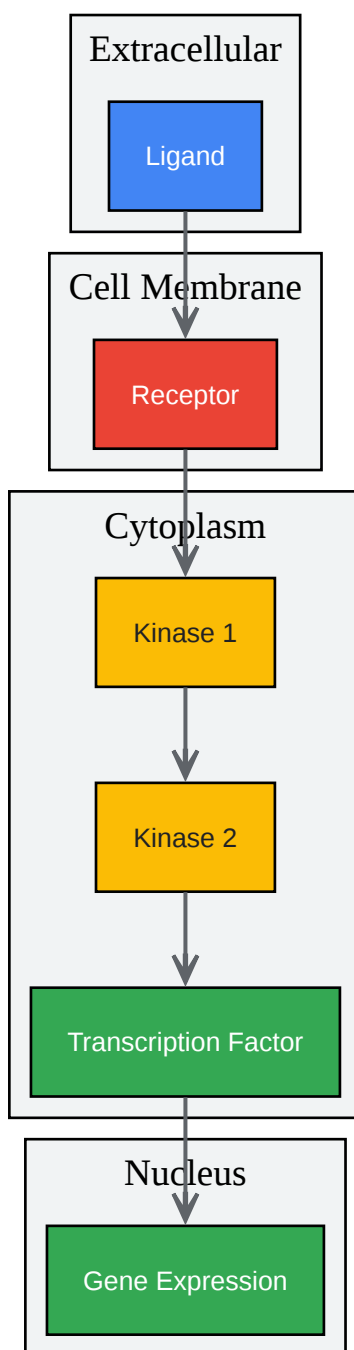 Extracellular
Ligand
Cell Membrane
Receptor
Cytoplasm
Kinase 1
Kinase 2
Transcription Factor
Nucleus
Gene Expression